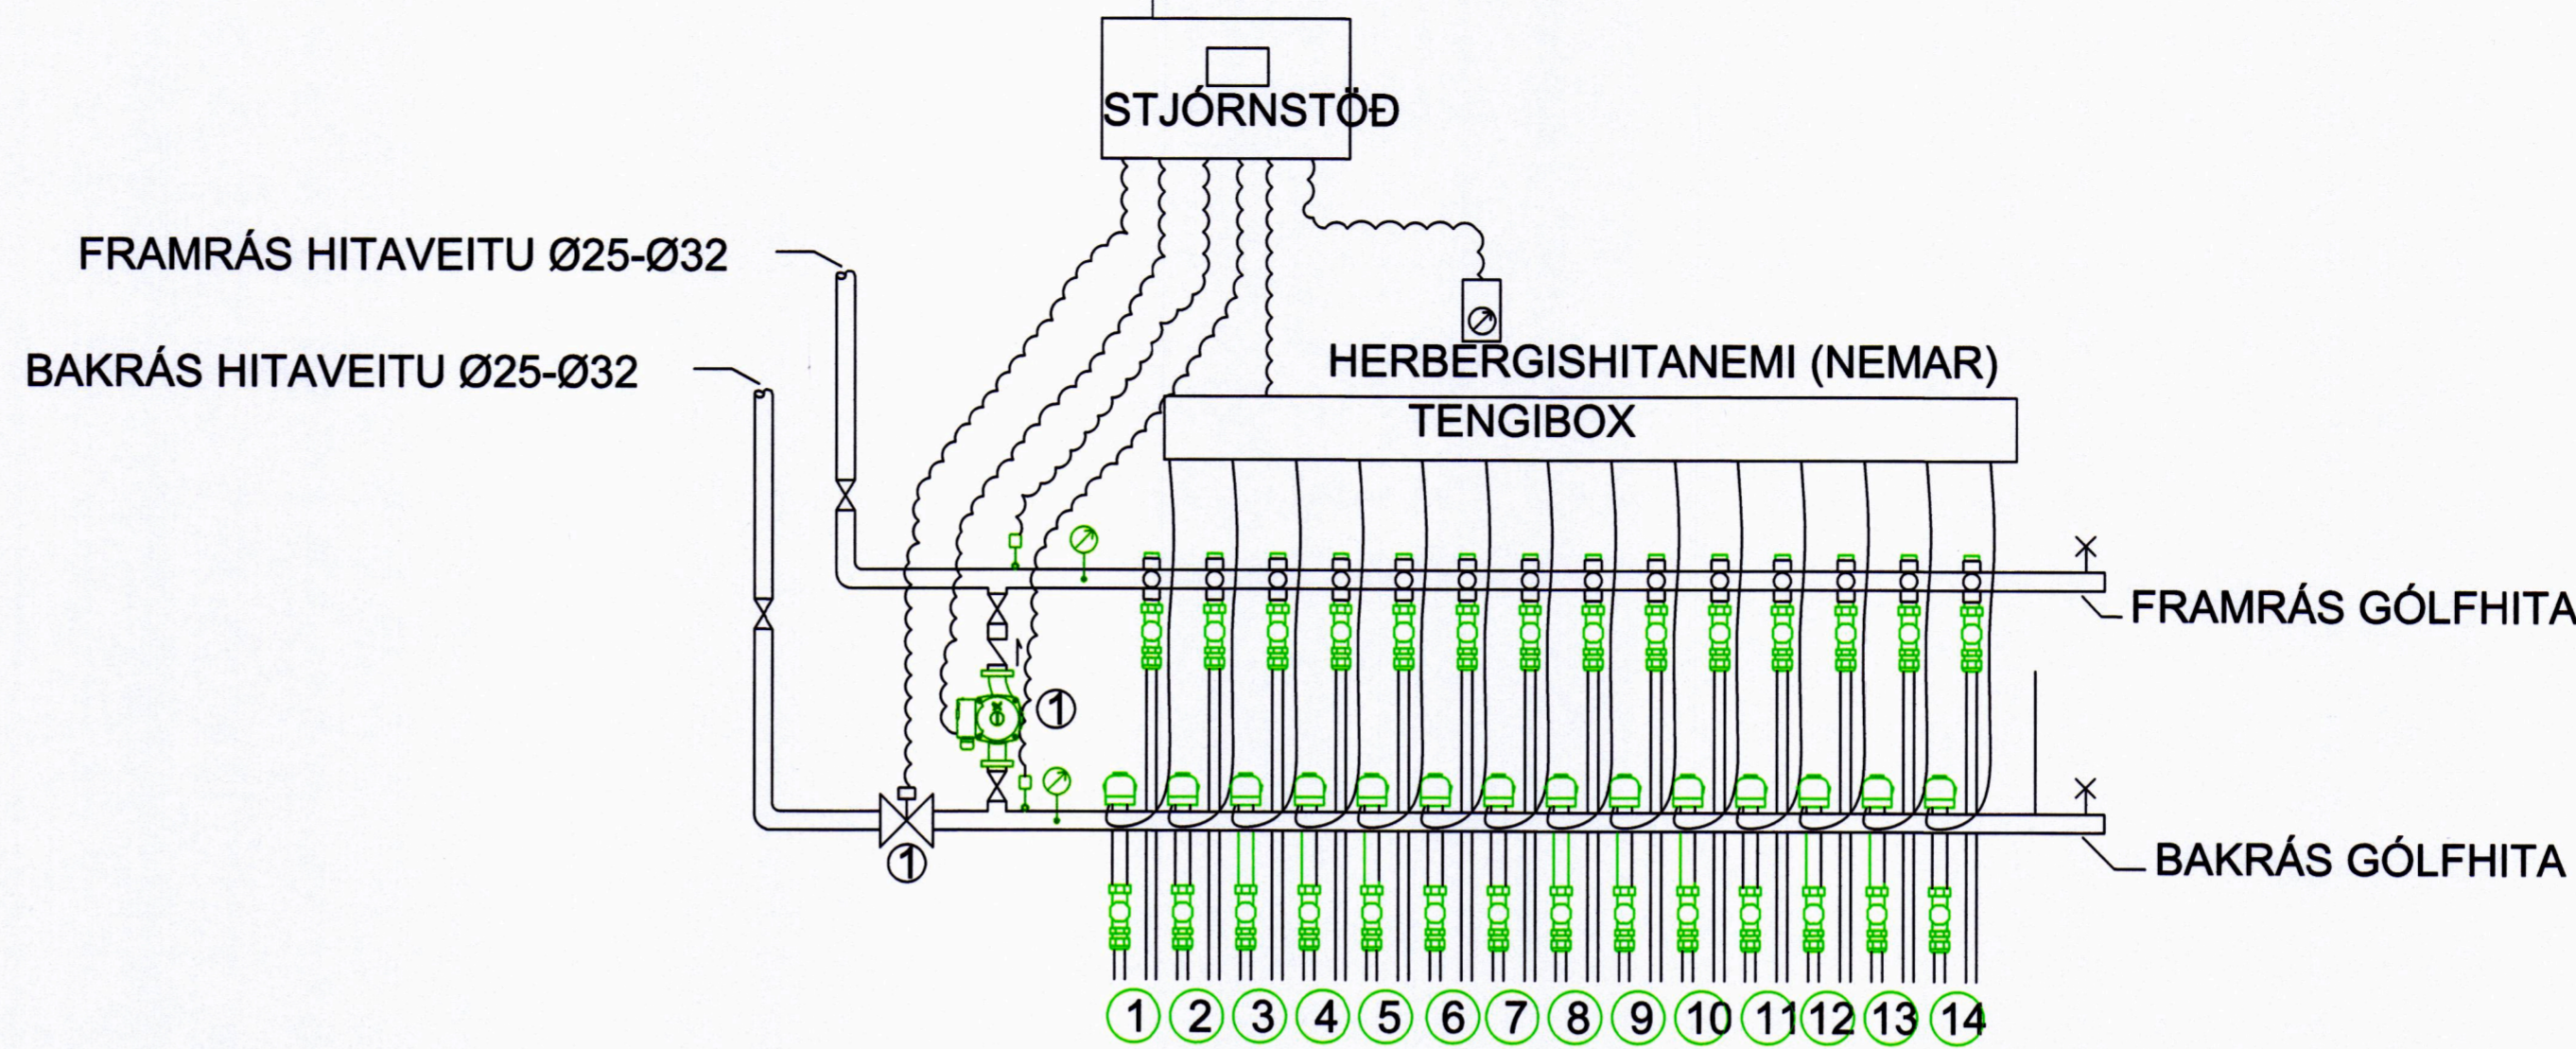 STJÓRNSTÖÐ
FRAMRÁS HITAVEITU Ø25-Ø32
BAKRÁS HITAVEITU Ø25-Ø32
HERBERGISHITANEMI (NEMAR)
TENGIBOX
FRAMRÁS GÓLFHITA
1
BAKRÁS GÓLFHITA
1
1 2 3 4 5 6 7 8 9 10 11 12 13 14